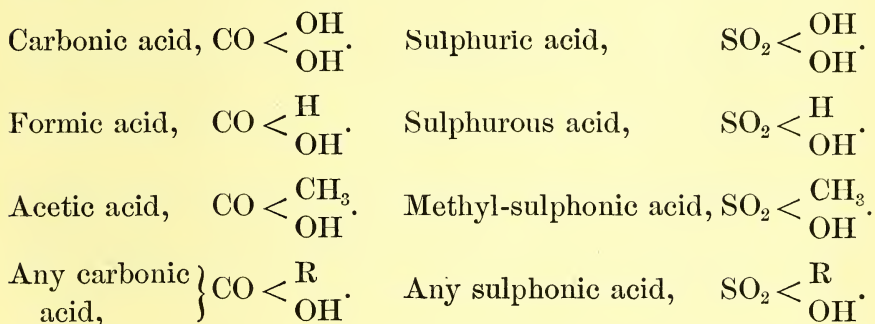 Carbonic acid, CO < OH OH. Sulphuric acid, SO₂ < OH OH.
Formic acid, CO < H OH. Sulphurous acid, SO₂ < H OH.
Acetic acid, CO < CH₃ OH. Methyl-sulphonic acid, SO₂ < CH₃ OH.
Any carbonic acid, } CO < R OH. Any sulphonic acid, SO₂ < R OH.